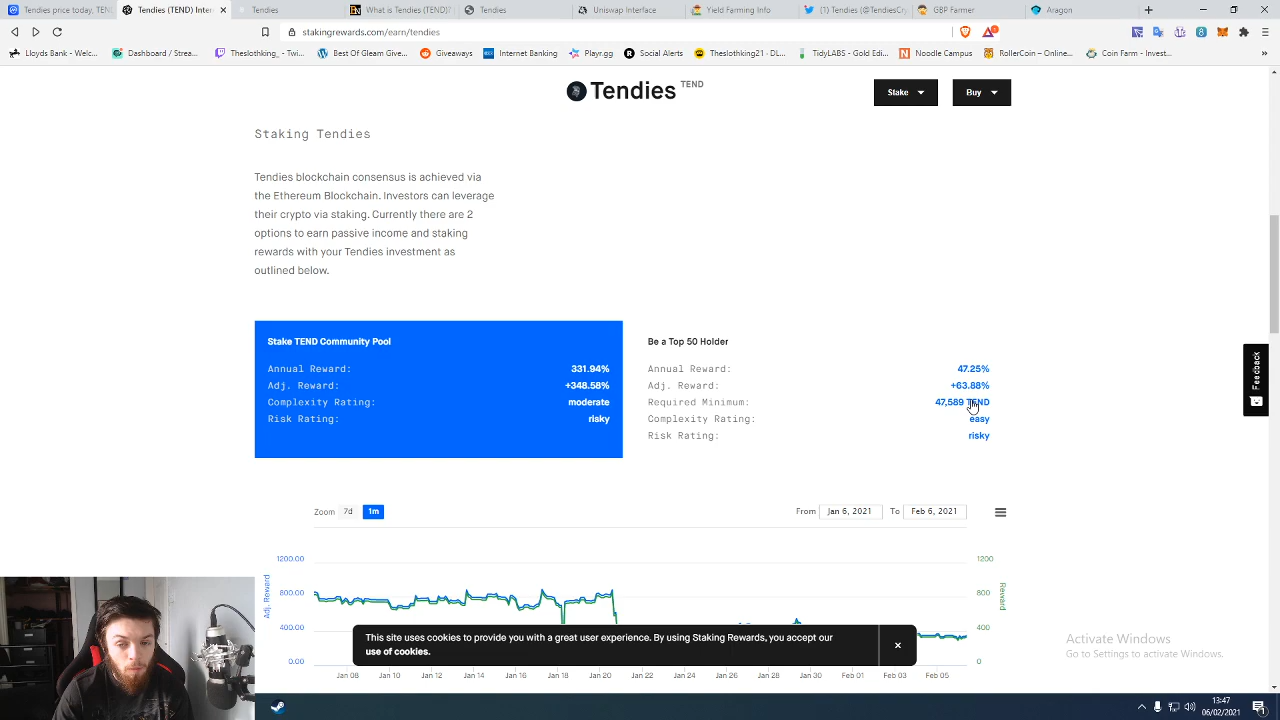 Tendies price today, TEND
Tendies (TEND) Inter
Tendies
What is Tendies (TEND)?
Tendies
Uniswap Interface
Yield Farming Info
(1) Tendies (@TendiesCry
GBP Farmer
Aragon
stakingrewards.com/earn/tendies
Lloyds Bank - Welc...
Dashboard / Strea...
Theslothking - Twi...
Best Of Gleam Give...
Giveaways
Internet Banking
Playr.gg
Social Alerts
Theslothking21 - DL...
TidyLABS - Gold Edi...
Noodle Campus
RollerCoin – Online...
Coin Farm - Invest...
Tendies TEND
Stake
Buy
Staking Tendies
Tendies blockchain consensus is achieved via
the Ethereum Blockchain. Investors can leverage
their crypto via staking. Currently there are 2
options to earn passive income and staking
rewards with your Tendies investment as
outlined below.
Stake TEND Community Pool
Annual Reward: 331.94%
Adj. Reward: +348.58%
Complexity Rating: moderate
Risk Rating: risky
Be a Top 50 Holder
Annual Reward: 47.25%
Adj. Reward: +63.88%
Required Minimum: 47,589 TEND
Complexity Rating: easy
Risk Rating: risky
Feedback
Zoom 7d 1m
From Jan 6, 2021 To Feb 6, 2021
1200.00
800.00
400.00
0.00
Adj. Reward
1200
800
400
0
Reward
This site uses cookies to provide you with a great user experience. By using Staking Rewards, you accept our
use of cookies.
Jan 08 Jan 10 Jan 12 Jan 14 Jan 16 Jan 18 Jan 20 Jan 22 Jan 24 Jan 26 Jan 28 Jan 30 Feb 01 Feb 03 Feb 05
Activate Windows
Go to Settings to activate Windows.
13:47
06/02/2021